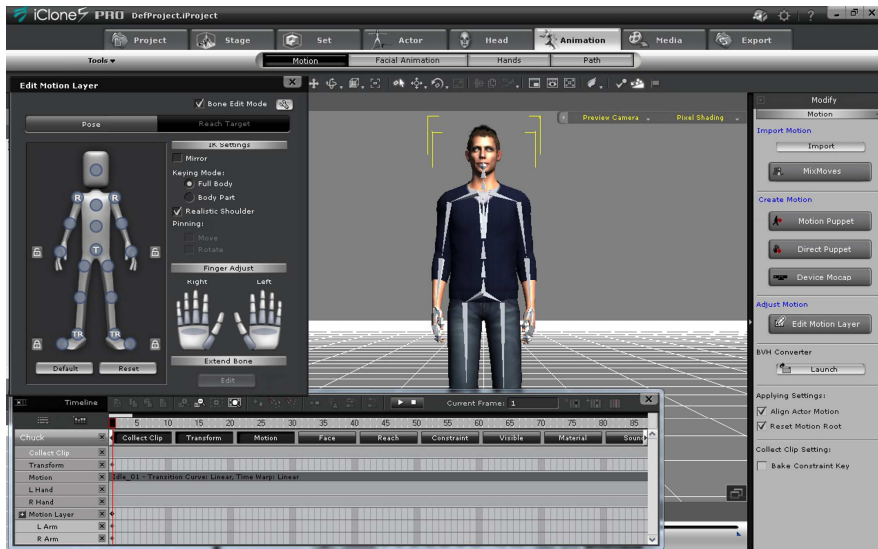 iClone5 PRO DefProject.iProject
Project Stage Set Actor Head Animation Media Export
Tools Motion Facial Animation Hands Path
Edit Motion Layer
Bone Edit Mode
Pose Reach Target
IK Settings
Mirror
Keying Mode:
Full Body
Body Part
Realistic Shoulder
Pinning:
Move
Rotate
Finger Adjust
Right Left
Extend Bone
Edit
R R
T
TR TR
Default Reset
Preview Camera Pixel Shading
Modify
Motion
Import Motion
Import
MixMoves
Create Motion
Motion Puppet
Direct Puppet
Device Mocap
Adjust Motion
Edit Motion Layer
BVH Converter
Launch
Applying Settings:
Align Actor Motion
Reset Motion Root
Collect Clip Setting:
Bake Constraint Key
Timeline Current Frame: 1
5 10 15 20 25 30 35 40 45 50 55 60 65 70 75 80 85
Chuck Collect Clip Transform Motion Face Reach Constraint Visible Material Sound
Collect Clip
Transform
Motion Idle_01 - Transition Curve: Linear, Time Warp: Linear
L Hand
R Hand
Motion Layer
L Arm
R Arm